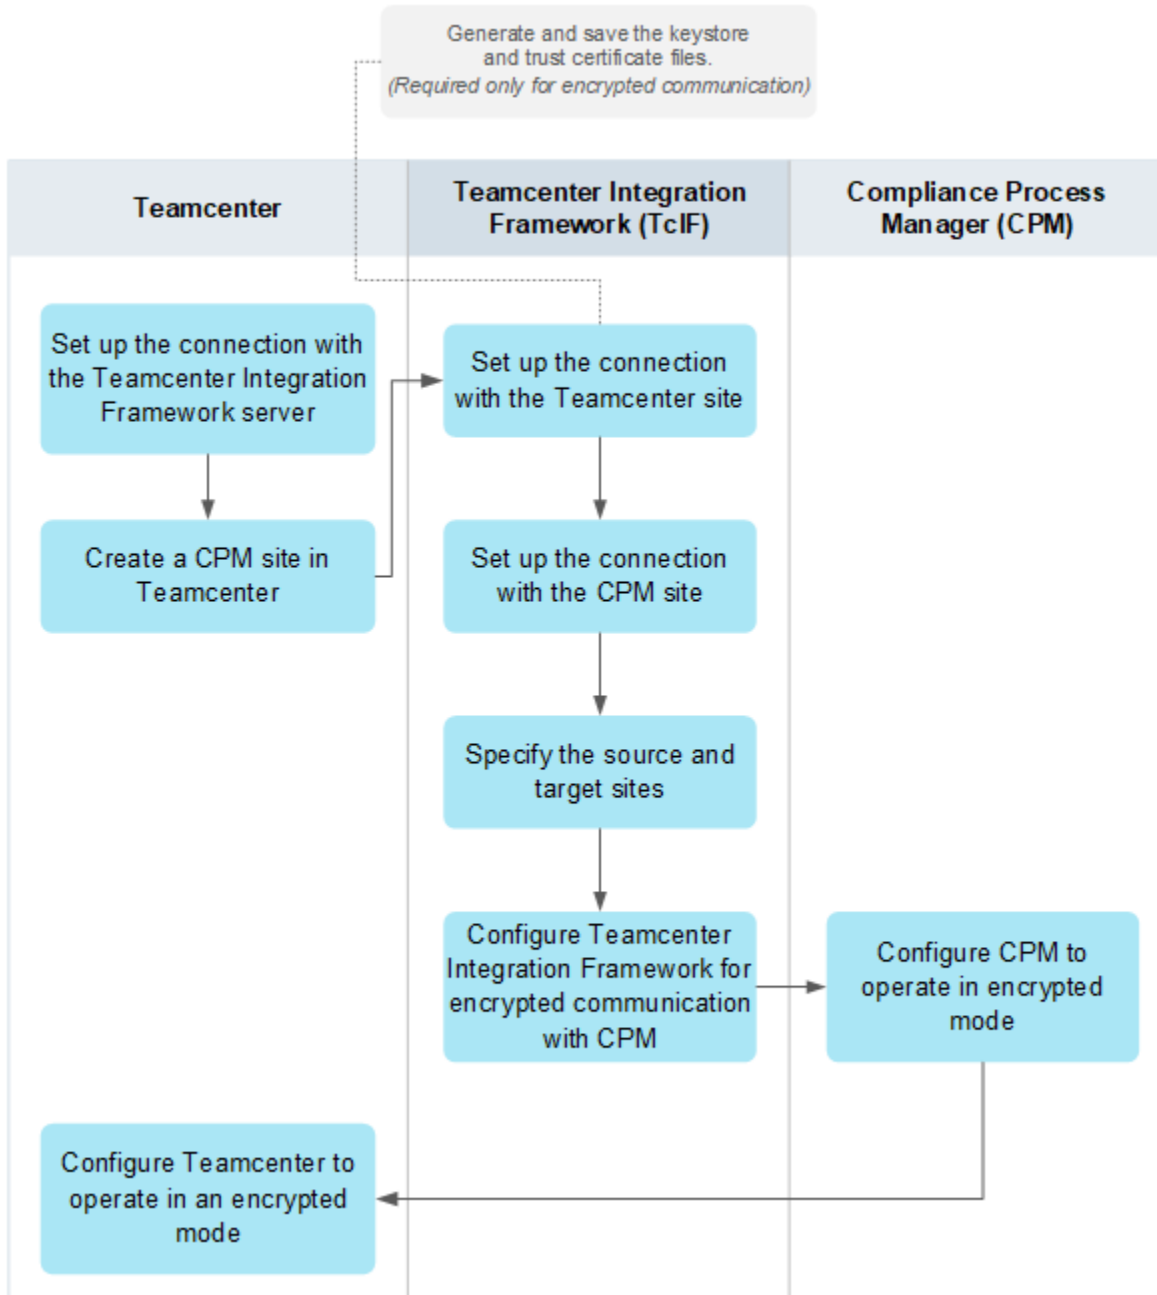 Generate and save the keystore
and trust certificate files.
(Required only for encrypted communication)
Teamcenter
Teamcenter Integration
Framework (TcIF)
Compliance Process
Manager (CPM)
Set up the connection with
the Teamcenter Integration
Framework server
Set up the connection
with the Teamcenter site
Create a CPM site in
Teamcenter
Set up the connection
with the CPM site
Specify the source and
target sites
Configure Teamcenter
Integration Framework for
encrypted communication
with CPM
Configure CPM to
operate in encrypted
mode
Configure Teamcenter to
operate in an encrypted
mode